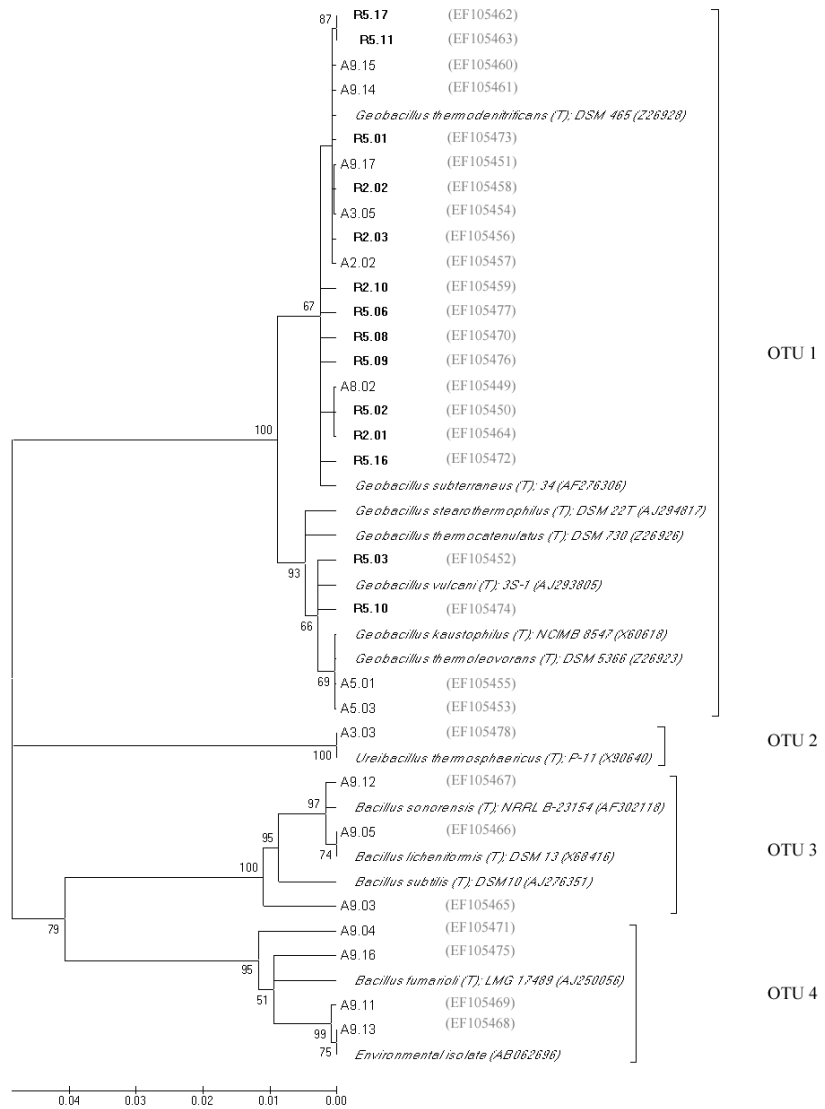 87 R5.17 (EF105462)
R5.11 (EF105463)
A9.15 (EF105460)
A9.14 (EF105461)
Geobacillus thermodenitrificans (T); DSM 465 (Z26928)
R5.01 (EF105473)
A9.17 (EF105451)
R2.02 (EF105458)
A3.05 (EF105454)
R2.03 (EF105456)
A2.02 (EF105457)
R2.10 (EF105459)
67 R5.06 (EF105477)
R5.08 (EF105470)
OTU 1
R5.09 (EF105476)
A8.02 (EF105449)
R5.02 (EF105450)
100 R2.01 (EF105464)
R5.16 (EF105472)
Geobacillus subterraneus (T); 34 (AF276306)
Geobacillus stearothermophilus (T); DSM 22T (AJ294817)
Geobacillus thermocatenulatus (T); DSM 730 (Z26926)
R5.03 (EF105452)
93
Geobacillus vulcani (T); 3S-1 (AJ293805)
R5.10 (EF105474)
66
Geobacillus kaustophilus (T); NCIMB 8547 (X60618)
Geobacillus thermoleovorans (T); DSM 5366 (Z26923)
69 A5.01 (EF105455)
A5.03 (EF105453)
A3.03 (EF105478)
OTU 2
100 Ureibacillus thermosphaericus (T); P-11 (X90640)
A9.12 (EF105467)
97 Bacillus sonorensis (T); NRRL B-23154 (AF302118)
95 A9.05 (EF105466)
OTU 3
74 Bacillus licheniformis (T); DSM 13 (X68416)
100
Bacillus subtilis (T); DSM10 (AJ276351)
A9.03 (EF105465)
79 A9.04 (EF105471)
A9.16 (EF105475)
95
Bacillus fumarioli (T); LMG 17489 (AJ250056)
OTU 4
51 A9.11 (EF105469)
A9.13 (EF105468)
99
75 Environmental isolate (AB062696)
0.04 0.03 0.02 0.01 0.00